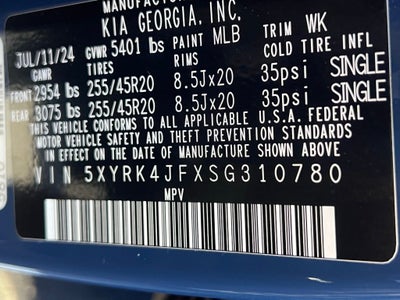 MANUFACTURED
KIA GEORGIA, INC.
JUL/11/24 GVWR 5401 lbs PAINT MLB TRIM WK
GAWR TIRES RIMS COLD TIRE INFL
FRONT 2954 lbs 255/45R20 8.5Jx20 35psi SINGLE
REAR 3075 lbs 255/45R20 8.5Jx20 35psi SINGLE
THIS VEHICLE CONFORMS TO ALL APPLICABLE U.S.A. FEDERAL
MOTOR VEHICLE SAFETY AND THEFT PREVENTION STANDARDS
IN EFFECT ON THE DATE OF MANUFACTURE SHOWN ABOVE
VIN 5XYRK4JFXSG310780
MPV